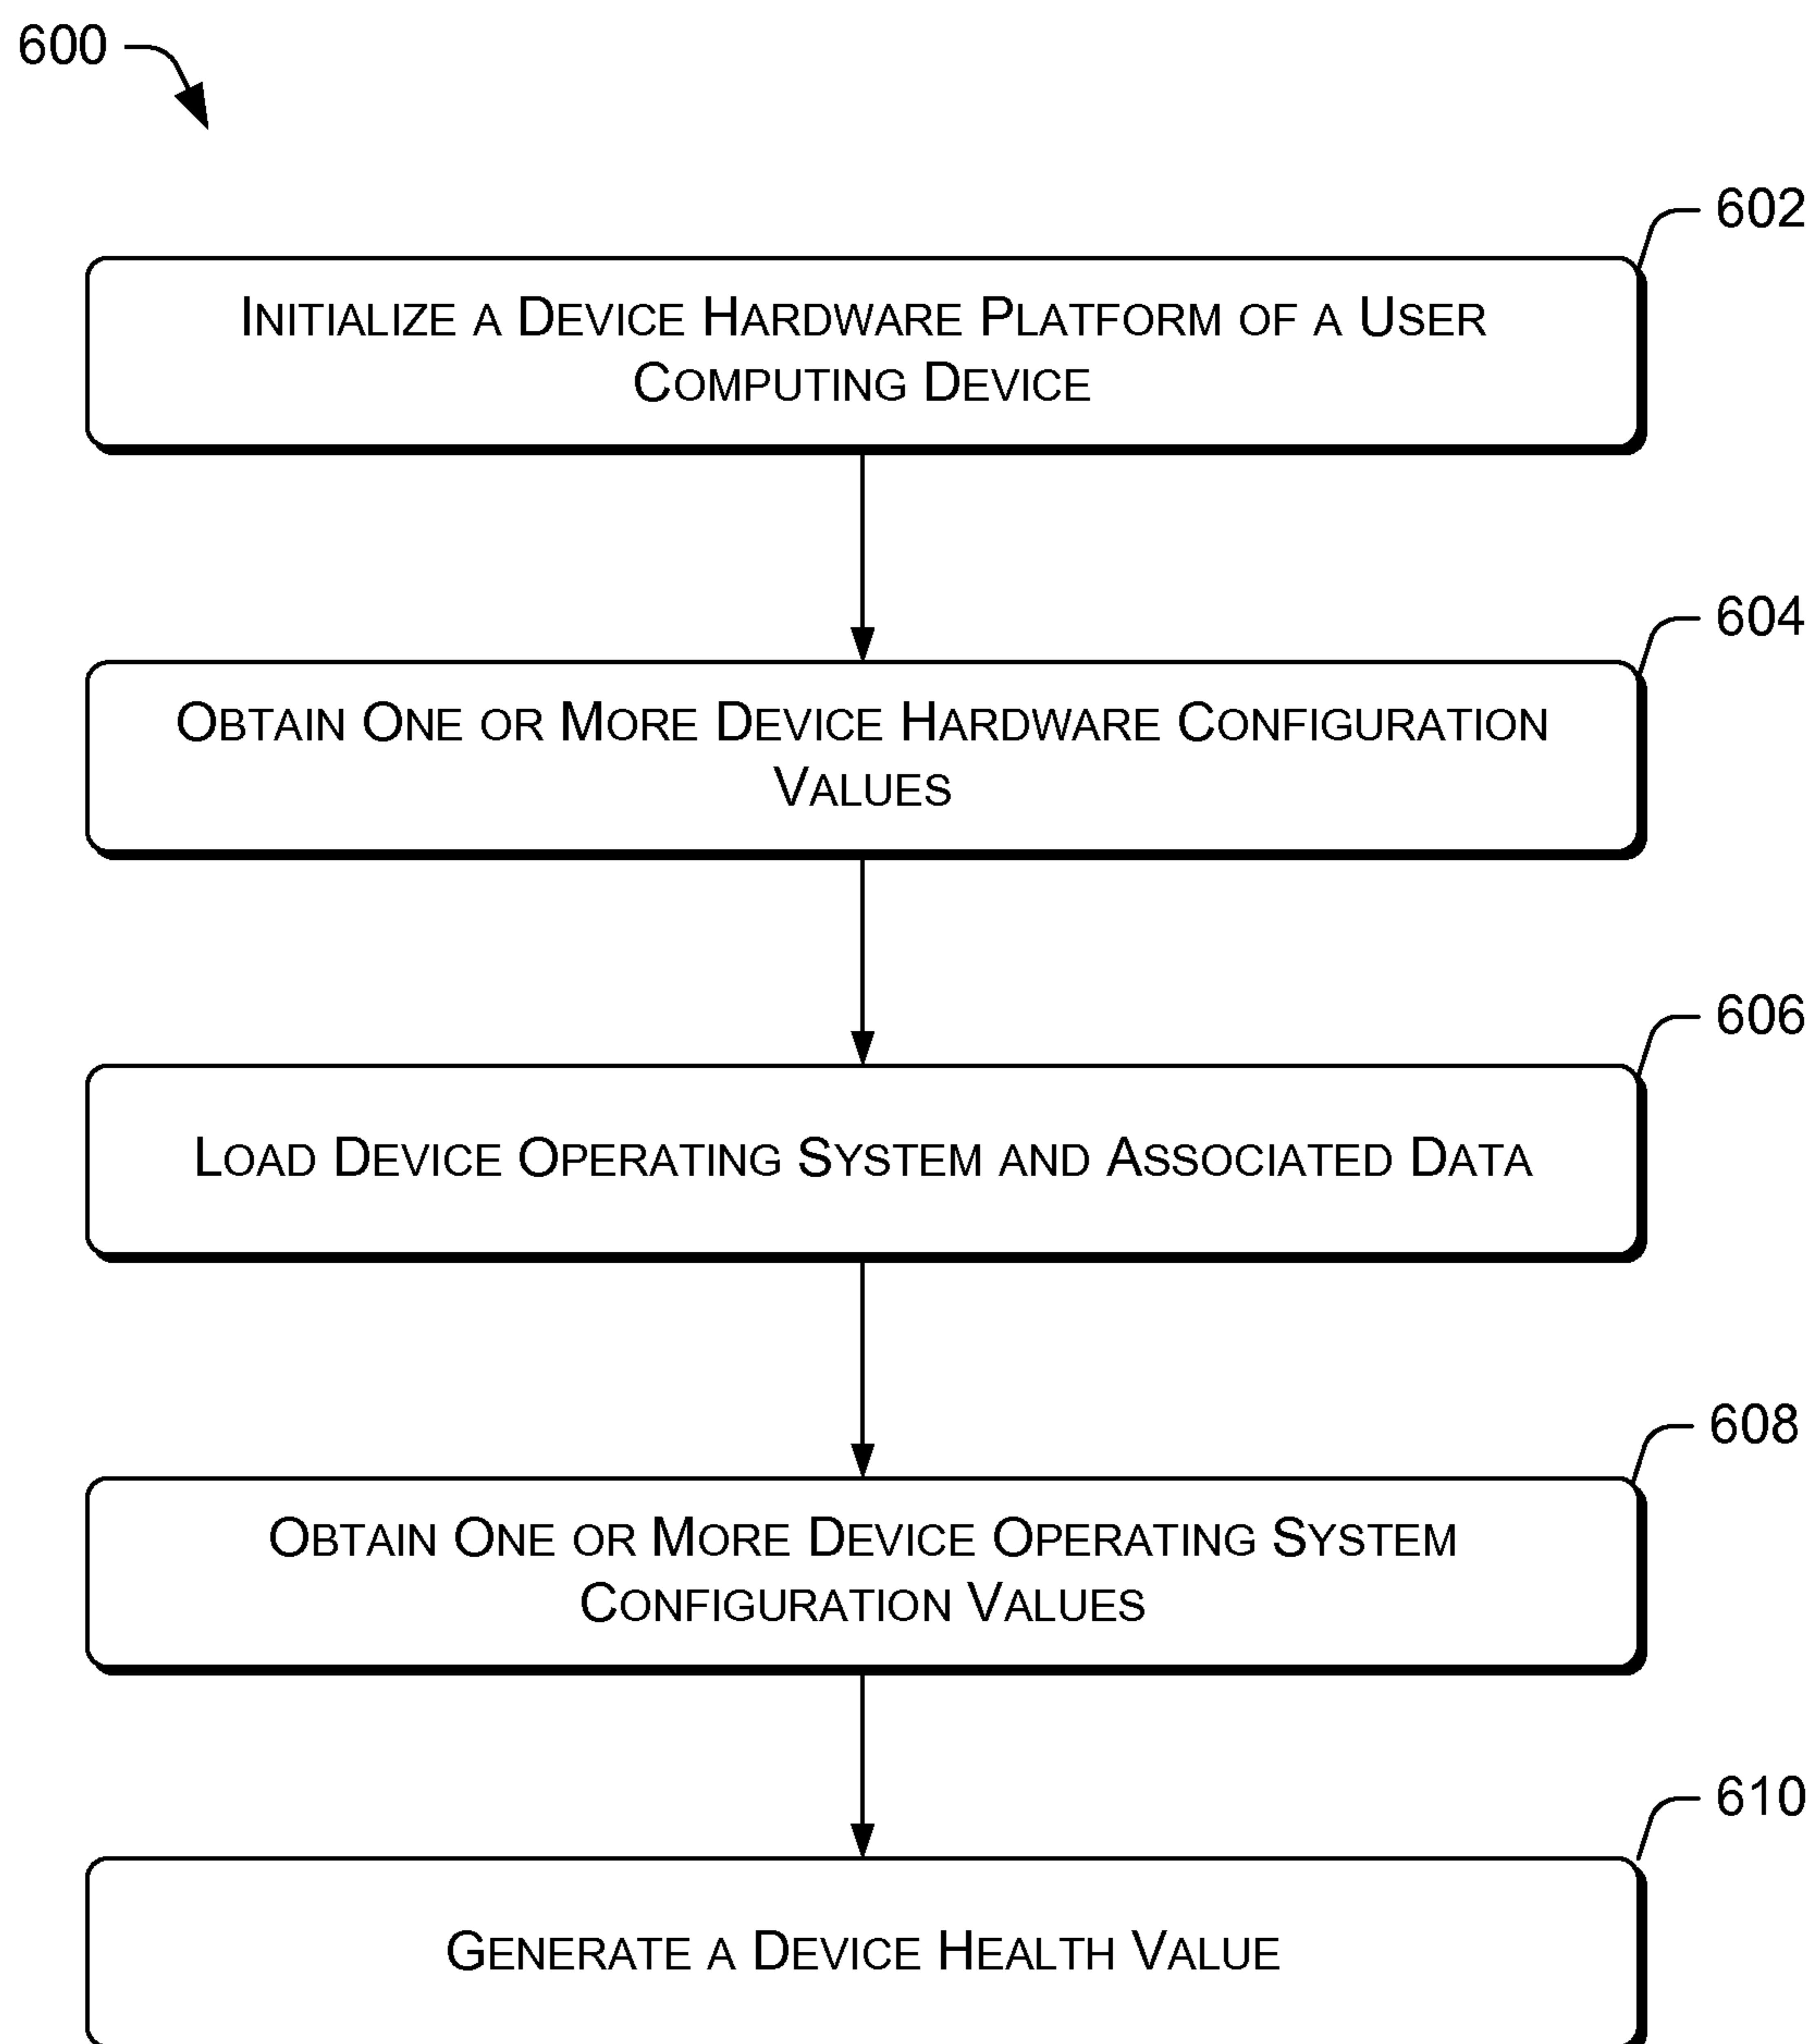 600
602
Initialize a Device Hardware Platform of a User
Computing Device
604
Obtain One or More Device Hardware Configuration
Values
606
Load Device Operating System and Associated Data
608
Obtain One or More Device Operating System
Configuration Values
610
Generate a Device Health Value